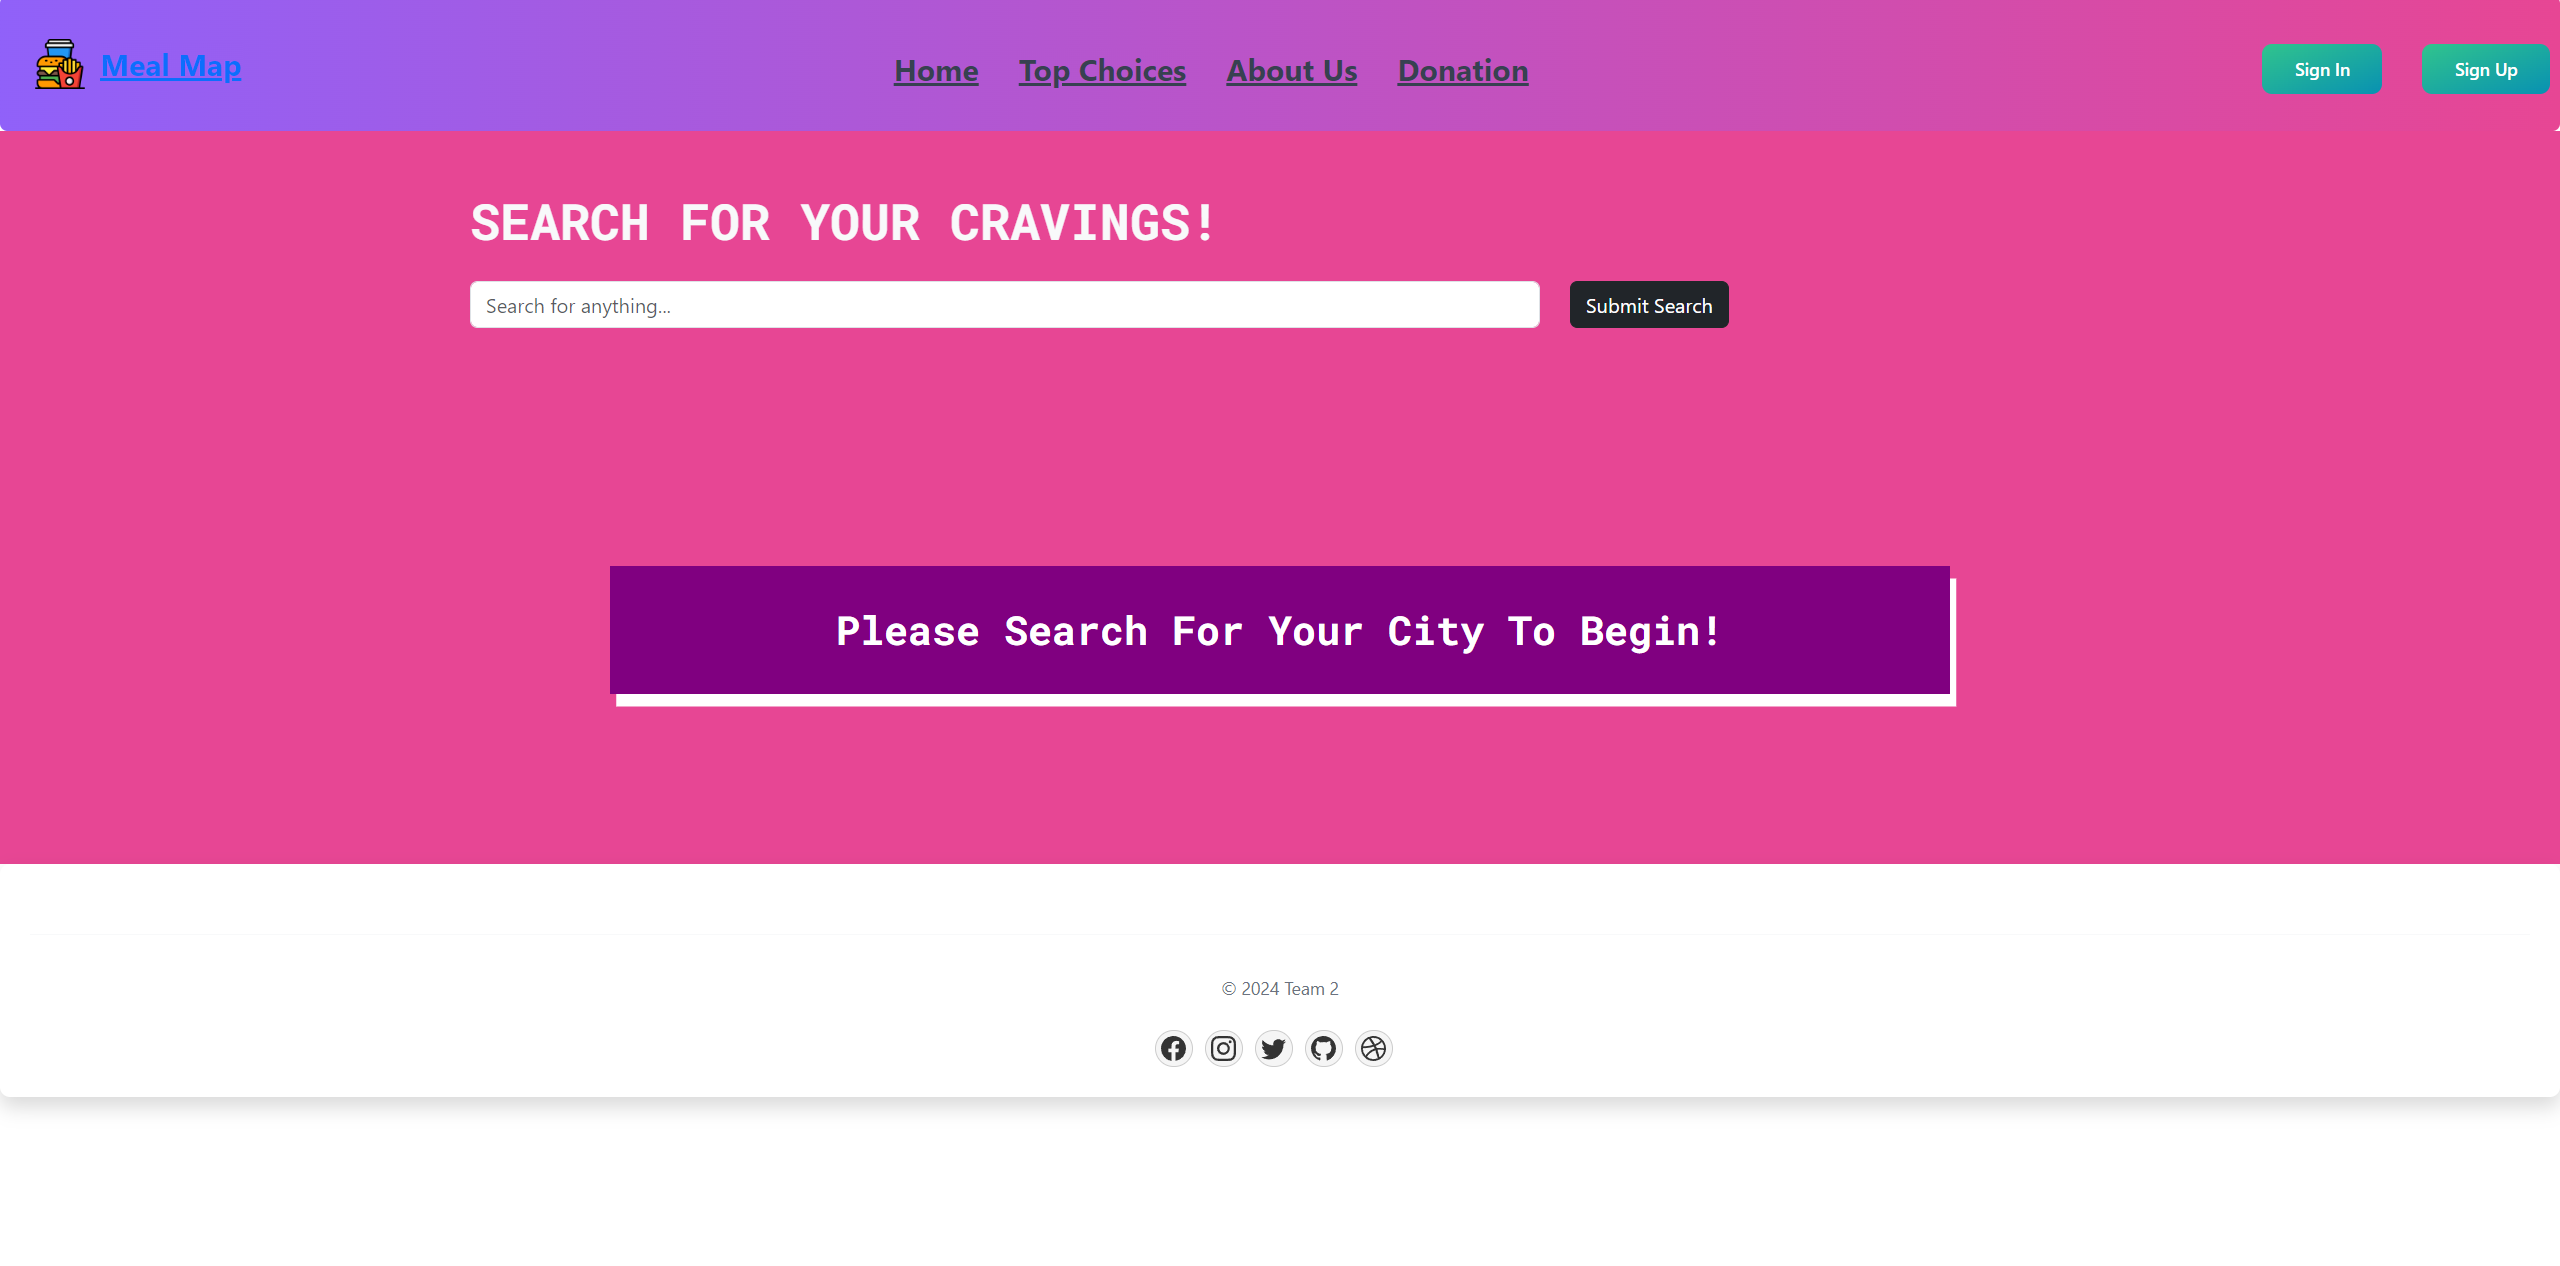 Meal Map
Home Top Choices About Us Donation
Sign In Sign Up
SEARCH FOR YOUR CRAVINGS!
Search for anything...
Submit Search
Please Search For Your City To Begin!
© 2024 Team 2